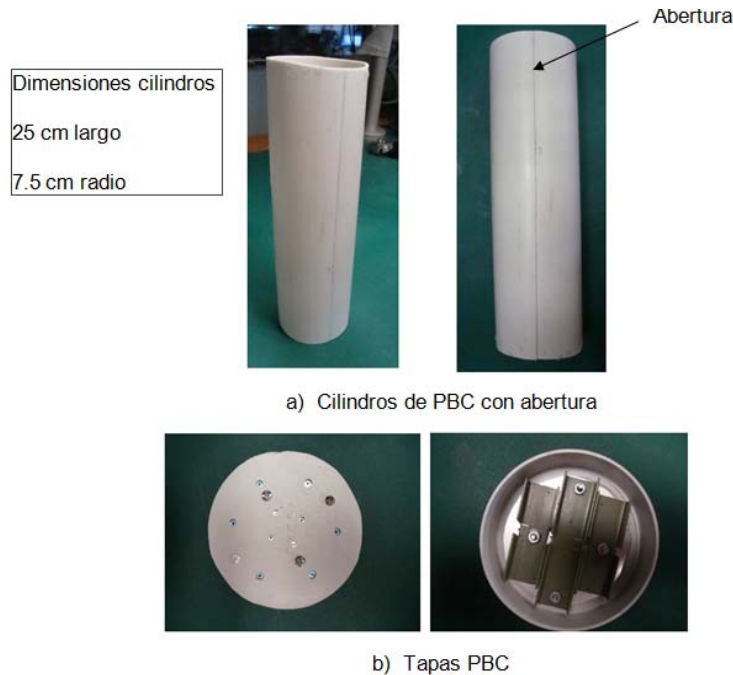 Abertura
Dimensiones cilindros
25 cm largo
7.5 cm radio
a) Cilindros de PBC con abertura
b) Tapas PBC